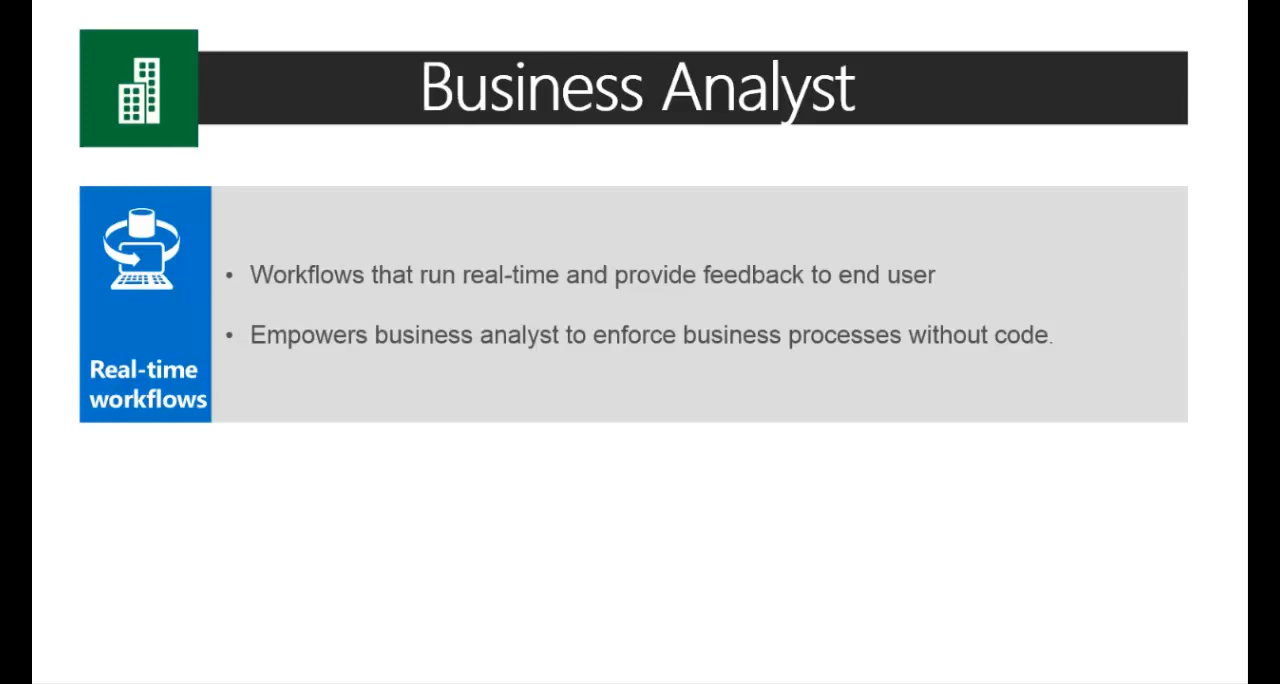 Business Analyst
• Workflows that run real-time and provide feedback to end user
• Empowers business analyst to enforce business processes without code.
Real-time
workflows